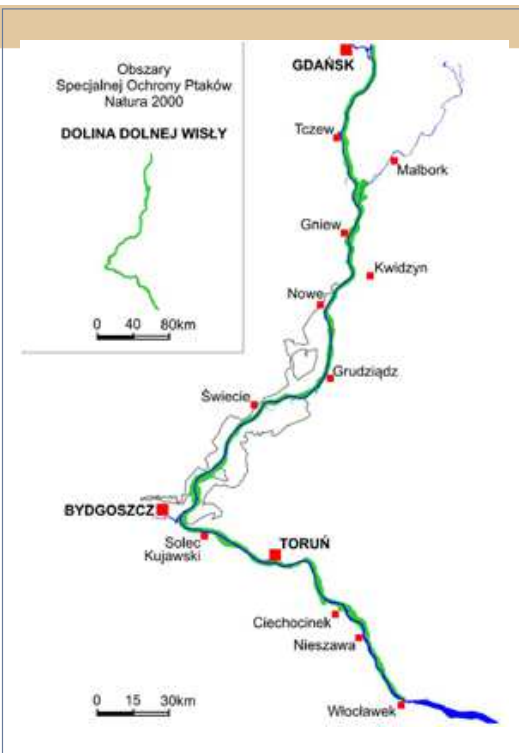 Obszary
Specjalnej Ochrony Ptaków
Natura 2000
DOLINA DOLNEJ WISŁY
0 40 80km
GDAŃSK
Tczew
Malbork
Gniew
Kwidzyn
Nowe
Grudziądz
Świecie
BYDGOSZCZ
Solec
Kujawski
TORUŃ
Ciechocinek
Nieszawa
Włocławek
0 15 30km